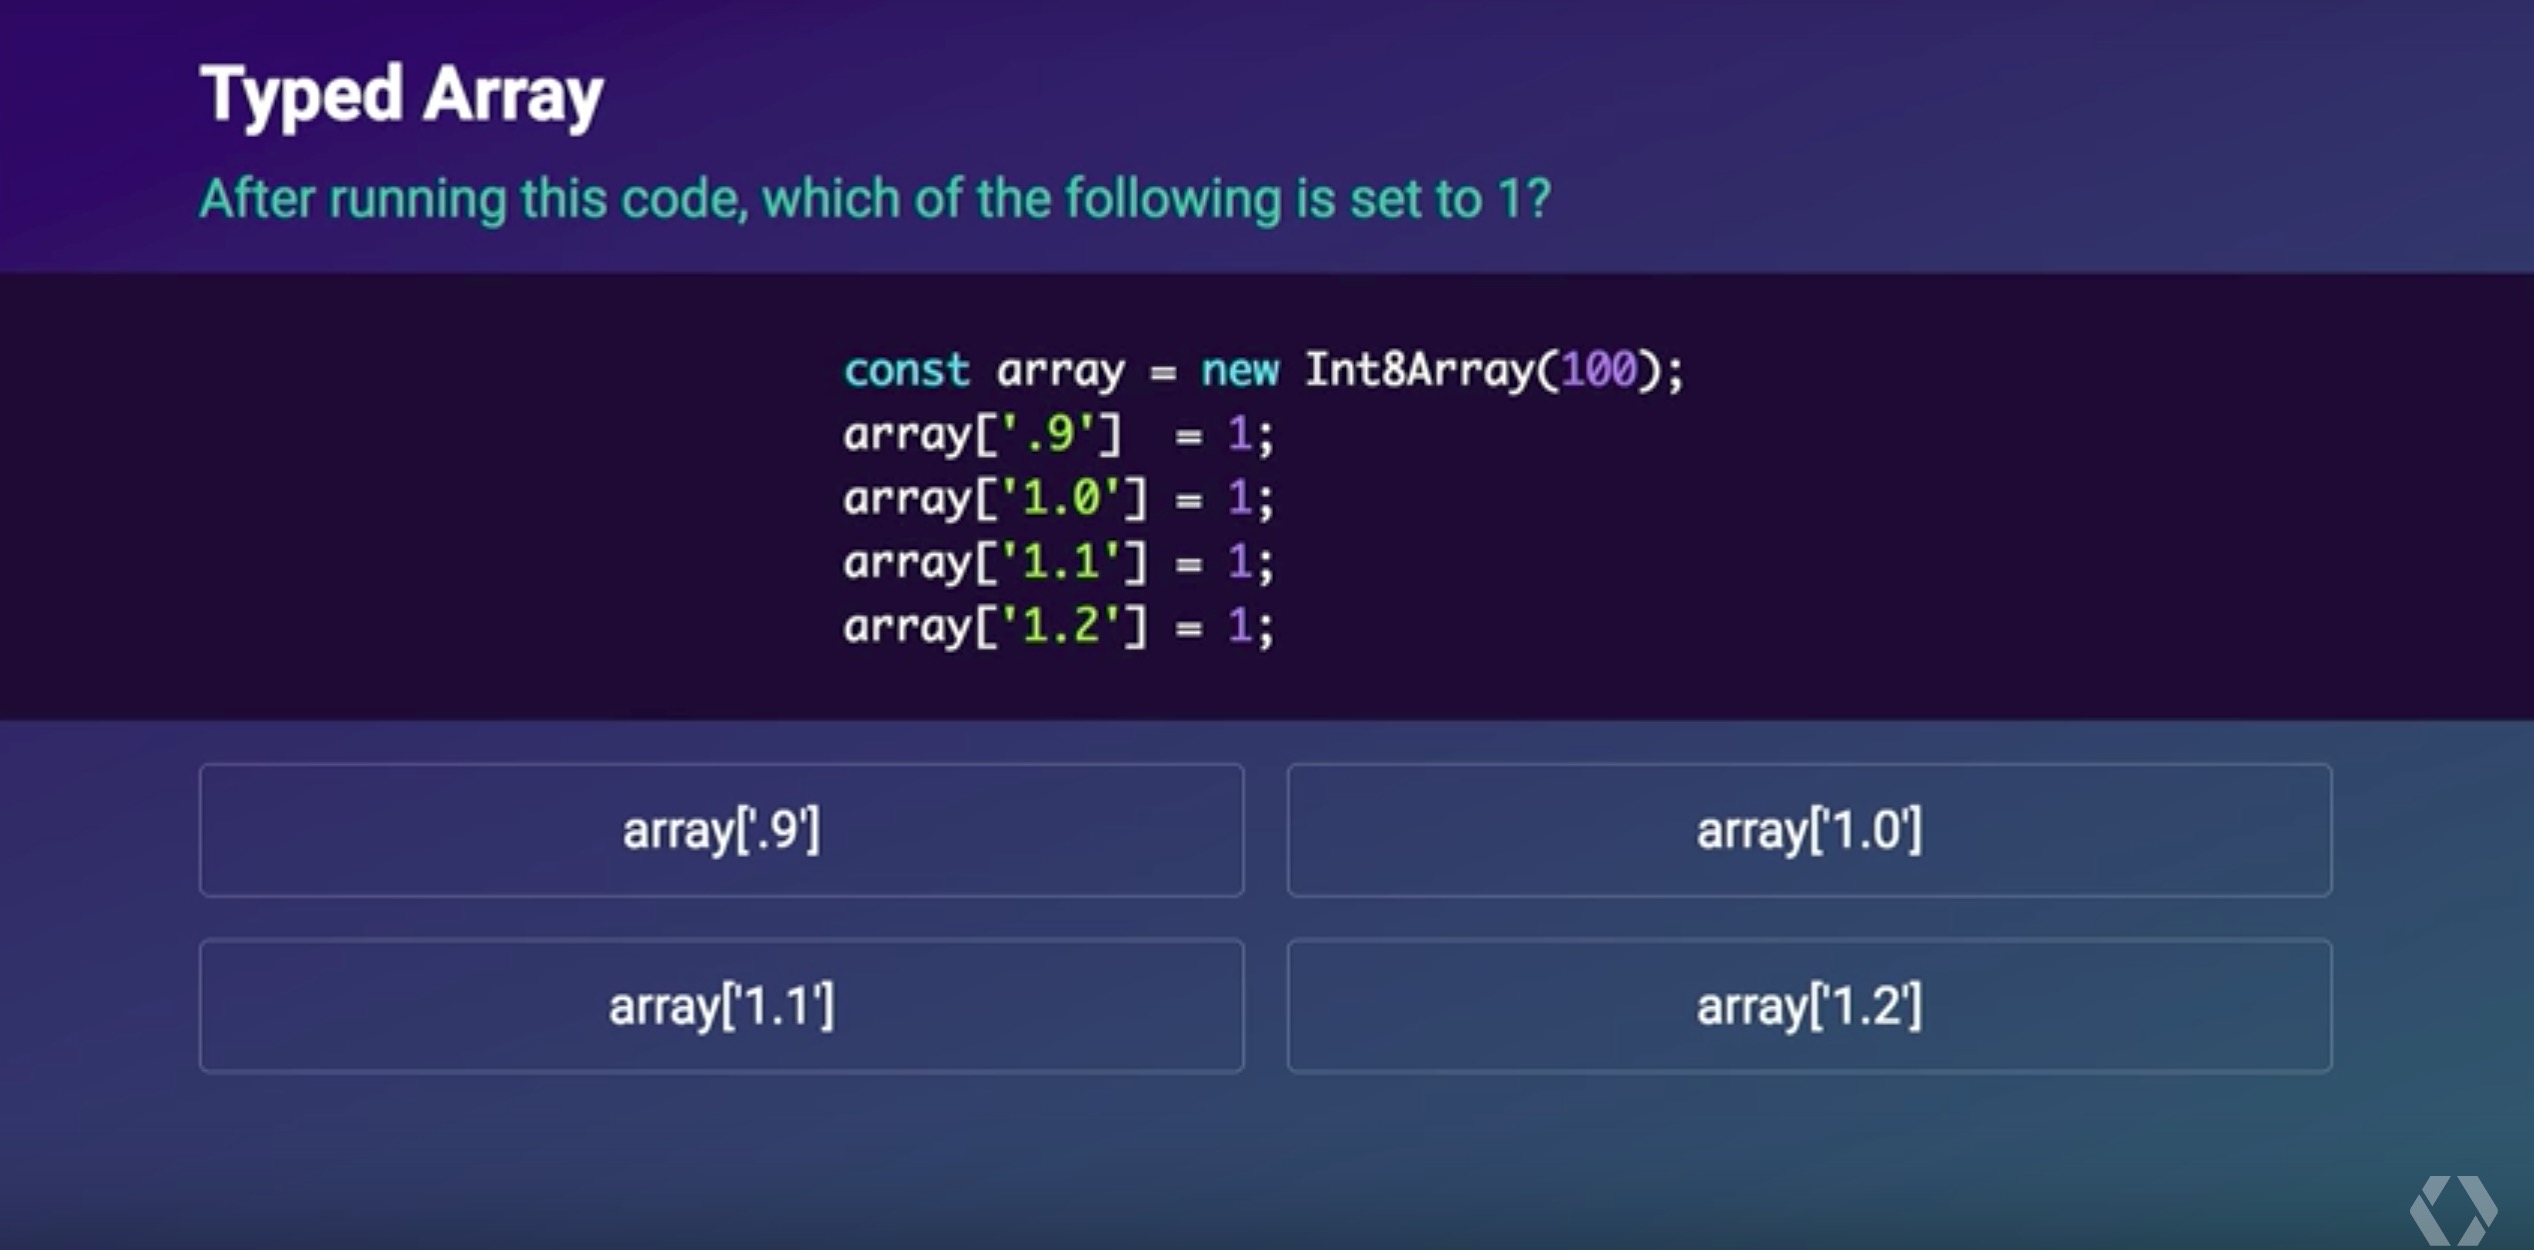 Typed Array
After running this code, which of the following is set to 1?
const array = new Int8Array(100);
array['.9']  = 1;
array['1.0'] = 1;
array['1.1'] = 1;
array['1.2'] = 1;
array['.9']
array['1.0']
array['1.1']
array['1.2']